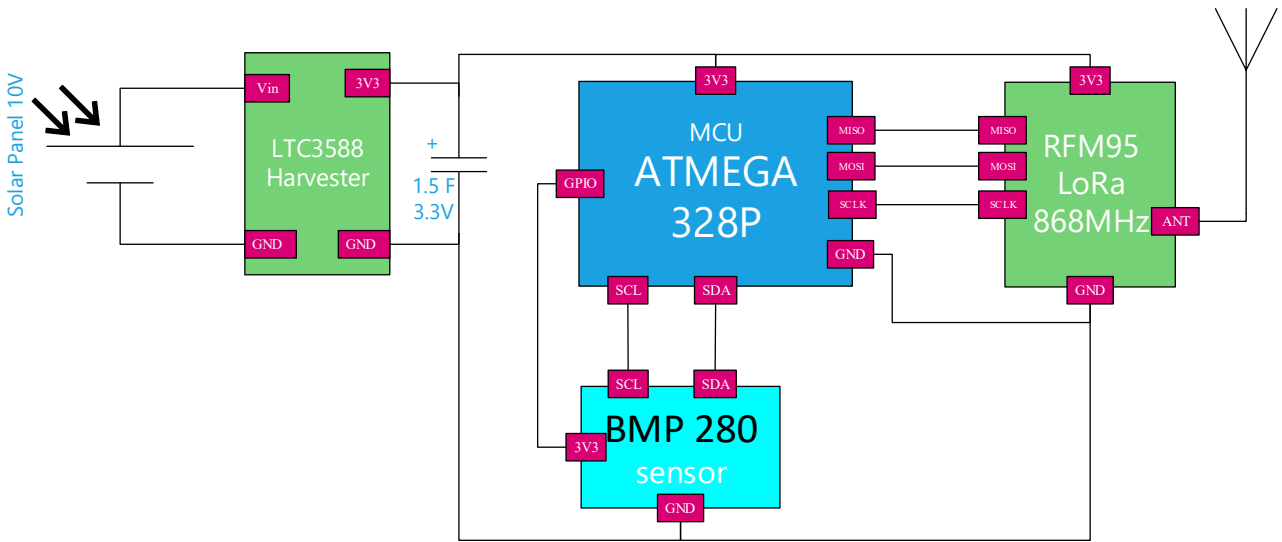 Solar Panel 10V
Vin
3V3
LTC3588
Harvester
GND
GND
+
1.5 F
3.3V
3V3
MCU
ATMEGA
328P
GPIO
MISO
MOSI
SCLK
GND
SCL
SDA
3V3
MISO
MOSI
SCLK
RFM95
LoRa
868MHz
ANT
GND
SCL
SDA
BMP 280
sensor
3V3
GND